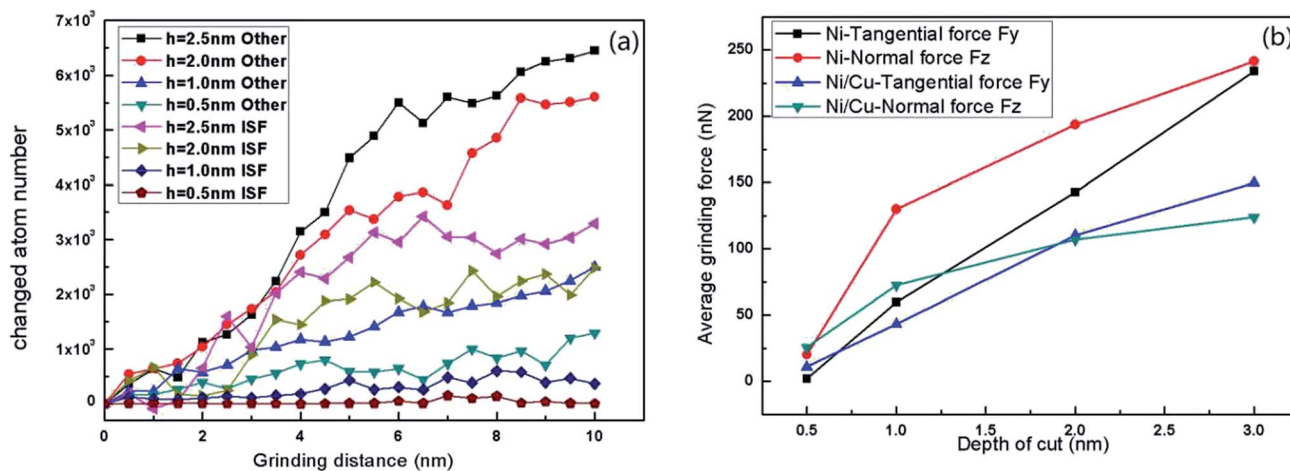 (a)
h=2.5nm Other
h=2.0nm Other
h=1.0nm Other
h=0.5nm Other
h=2.5nm ISF
h=2.0nm ISF
h=1.0nm ISF
h=0.5nm ISF
7x10³
6x10³
5x10³
4x10³
3x10³
2x10³
1x10³
0
changed atom number
0 2 4 6 8 10
Grinding distance (nm)
(b)
Ni-Tangential force Fy
Ni-Normal force Fz
Ni/Cu-Tangential force Fy
Ni/Cu-Normal force Fz
250
200
150
100
50
0
Average grinding force (nN)
0.5 1.0 1.5 2.0 2.5 3.0
Depth of cut (nm)